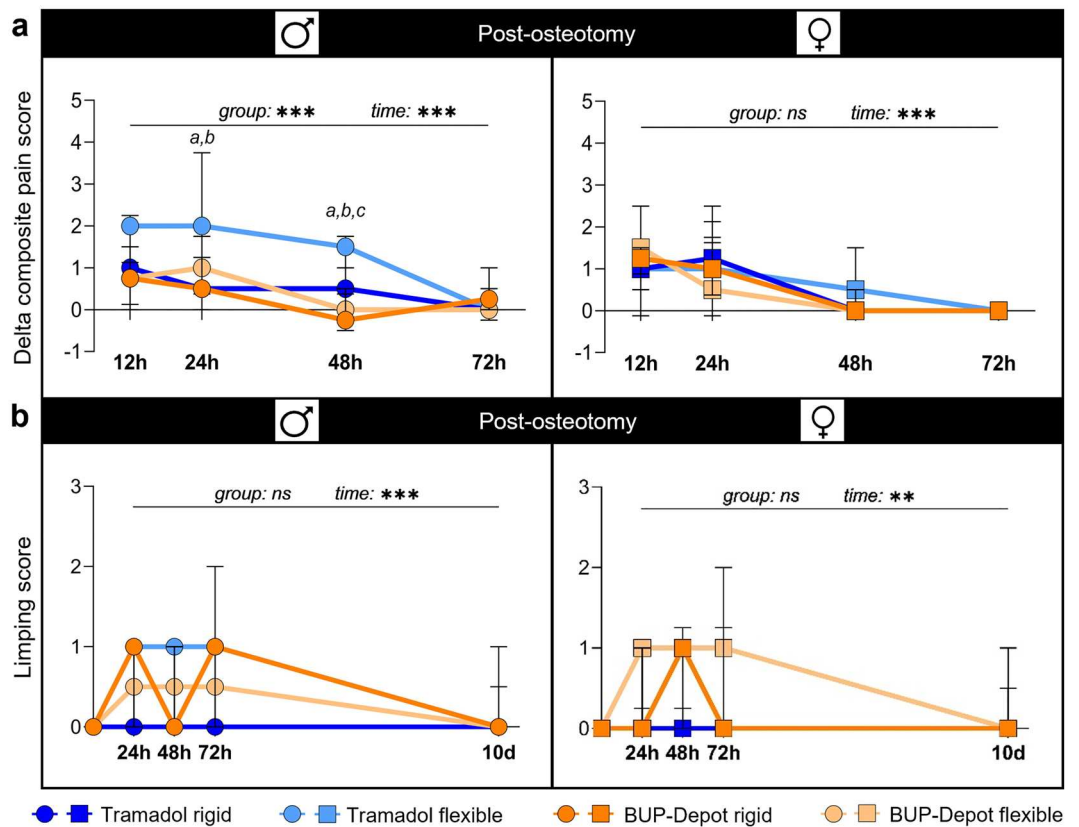 a
♂ Post-osteotomy ♀
Delta composite pain score
group: *** time: ***
a,b
a,b,c
5
4
3
2
1
0
-1
12h 24h 48h 72h
group: ns time: ***
5
4
3
2
1
0
-1
12h 24h 48h 72h
b
♂ Post-osteotomy ♀
Limping score
group: ns time: ***
3
2
1
0
24h 48h 72h 10d
group: ns time: **
3
2
1
0
24h 48h 72h 10d
Tramadol rigid Tramadol flexible BUP-Depot rigid BUP-Depot flexible